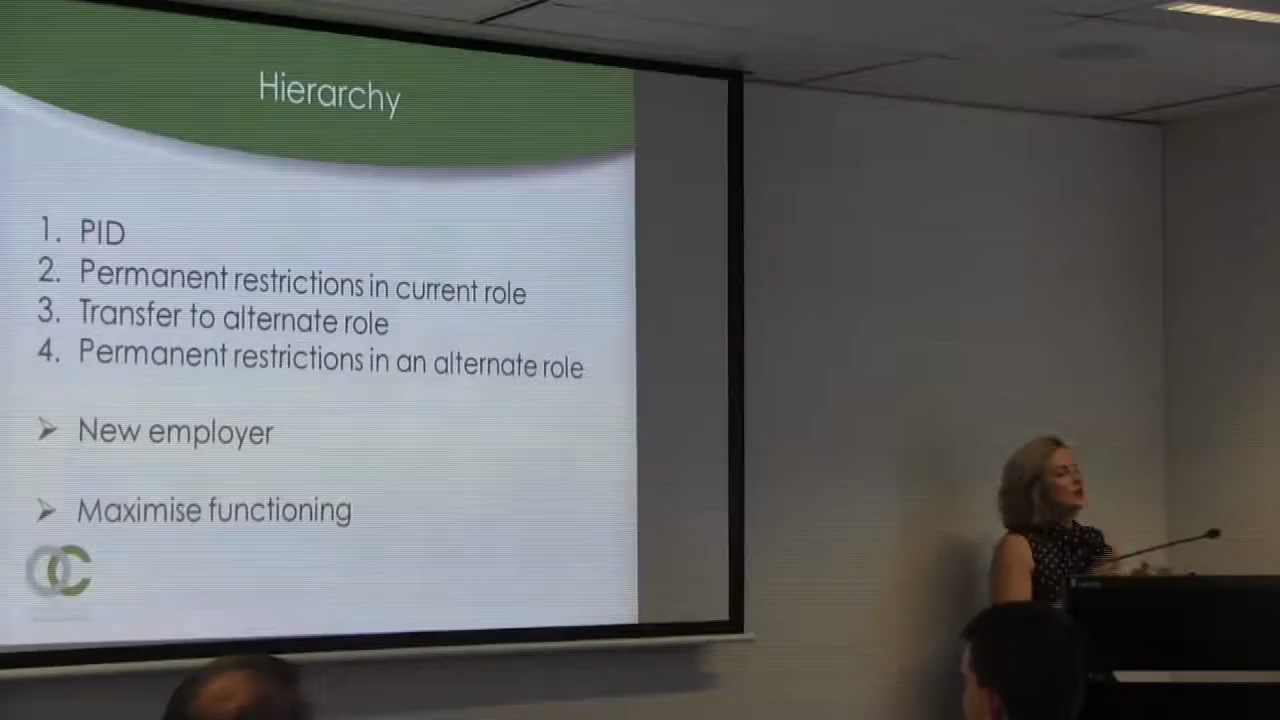 Hierarchy
1. PID
2. Permanent restrictions in current role
3. Transfer to alternate role
4. Permanent restrictions in an alternate role
➢ New employer
➢ Maximise functioning
OC